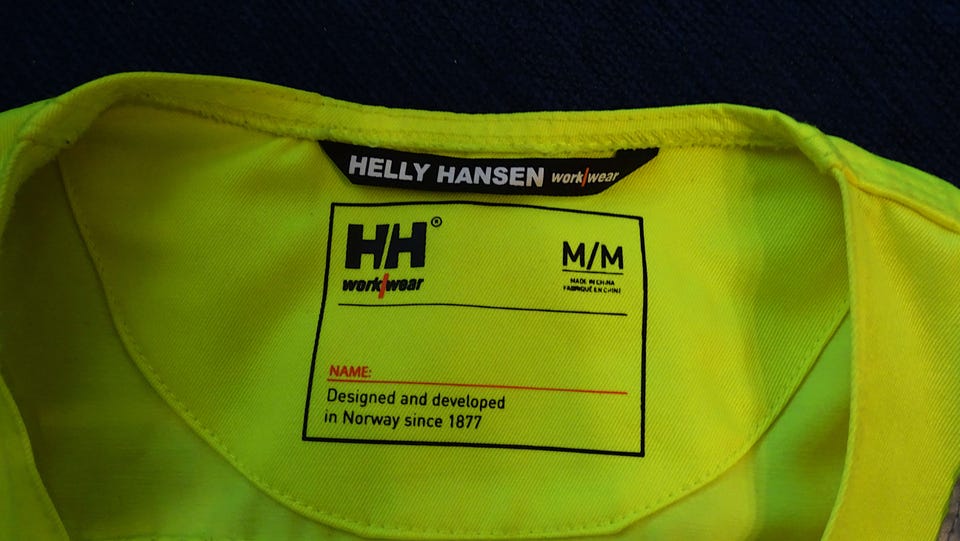 HELLY HANSEN work/wear
HH®
work/wear
M/M
MADE IN CHINA
FABRIQUÉ EN CHINE
NAME:
Designed and developed
in Norway since 1877